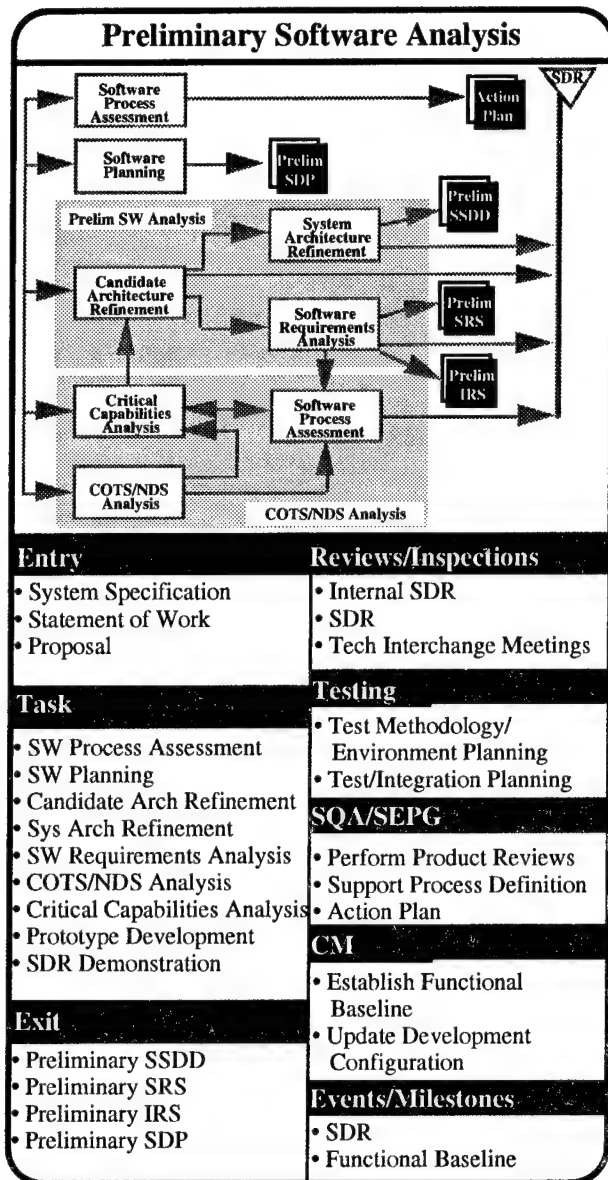 Preliminary Software Analysis
SDR
Software
Process
Assessment
Action
Plan
Software
Planning
Prelim
SDP
Prelim SW Analysis
System
Architecture
Refinement
Prelim
SSDD
Candidate
Architecture
Refinement
Software
Requirements
Analysis
Prelim
SRS
Prelim
IRS
Critical
Capabilities
Analysis
Software
Process
Assessment
COTS/NDS
Analysis
COTS/NDS Analysis
Entry
• System Specification
• Statement of Work
• Proposal
Task
• SW Process Assessment
• SW Planning
• Candidate Arch Refinement
• Sys Arch Refinement
• SW Requirements Analysis
• COTS/NDS Analysis
• Critical Capabilities Analysis
• Prototype Development
• SDR Demonstration
Exit
• Preliminary SSDD
• Preliminary SRS
• Preliminary IRS
• Preliminary SDP
Reviews/Inspections
• Internal SDR
• SDR
• Tech Interchange Meetings
Testing
• Test Methodology/
Environment Planning
• Test/Integration Planning
SQA/SEPG
• Perform Product Reviews
• Support Process Definition
• Action Plan
CM
• Establish Functional
Baseline
• Update Development
Configuration
Events/Milestones
• SDR
• Functional Baseline